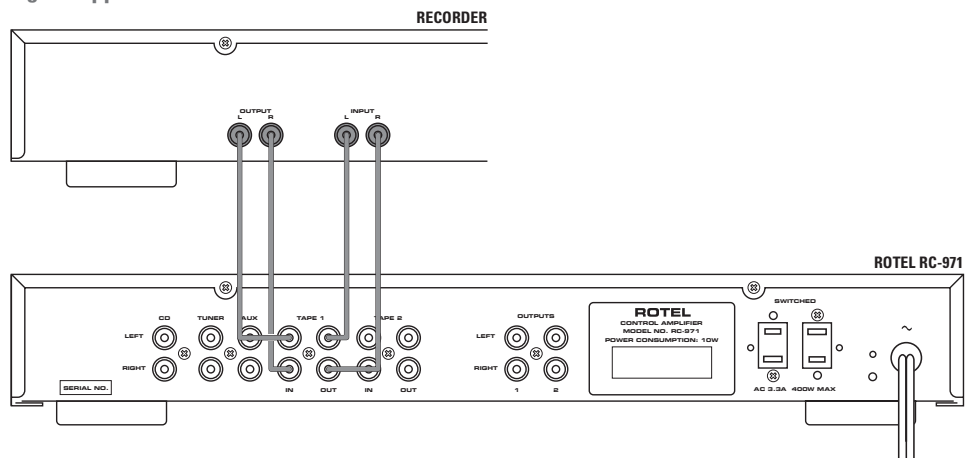 RECORDER
OUTPUT INPUT
L R L R
ROTEL RC-971
SWITCHED
CD TUNER AUX TAPE 1 TAPE 2 OUTPUTS
LEFT LEFT
RIGHT RIGHT
ROTEL
CONTROL AMPLIFIER
MODEL NO. RC-971
POWER CONSUMPTION: 10W
SERIAL NO. IN OUT IN OUT 1 2 AC 3.3A 400W MAX